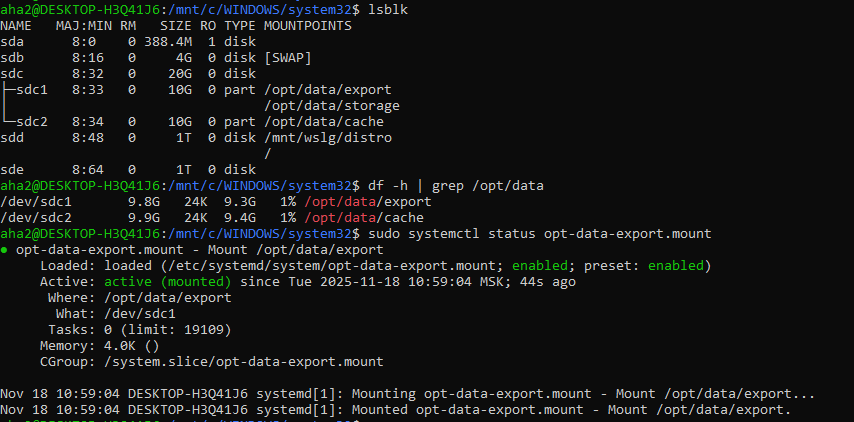 aha2@DESKTOP-H3Q41J6:/mnt/c/WINDOWS/system32$ lsblk
NAME   MAJ:MIN RM   SIZE RO TYPE MOUNTPOINTS
sda      8:0    0 388.4M  1 disk
sdb      8:16   0     4G  0 disk [SWAP]
sdc      8:32   0    20G  0 disk
├─sdc1   8:33   0    10G  0 part /opt/data/export
│                                /opt/data/storage
└─sdc2   8:34   0    10G  0 part /opt/data/cache
sdd      8:48   0     1T  0 disk /mnt/wslg/distro
                                 /
sde      8:64   0     1T  0 disk
aha2@DESKTOP-H3Q41J6:/mnt/c/WINDOWS/system32$ df -h | grep /opt/data
/dev/sdc1       9.8G   24K  9.3G   1% /opt/data/export
/dev/sdc2       9.9G   24K  9.4G   1% /opt/data/cache
aha2@DESKTOP-H3Q41J6:/mnt/c/WINDOWS/system32$ sudo systemctl status opt-data-export.mount
● opt-data-export.mount - Mount /opt/data/export
     Loaded: loaded (/etc/systemd/system/opt-data-export.mount; enabled; preset: enabled)
     Active: active (mounted) since Tue 2025-11-18 10:59:04 MSK; 44s ago
      Where: /opt/data/export
       What: /dev/sdc1
      Tasks: 0 (limit: 19109)
     Memory: 4.0K ()
     CGroup: /system.slice/opt-data-export.mount

Nov 18 10:59:04 DESKTOP-H3Q41J6 systemd[1]: Mounting opt-data-export.mount - Mount /opt/data/export...
Nov 18 10:59:04 DESKTOP-H3Q41J6 systemd[1]: Mounted opt-data-export.mount - Mount /opt/data/export.